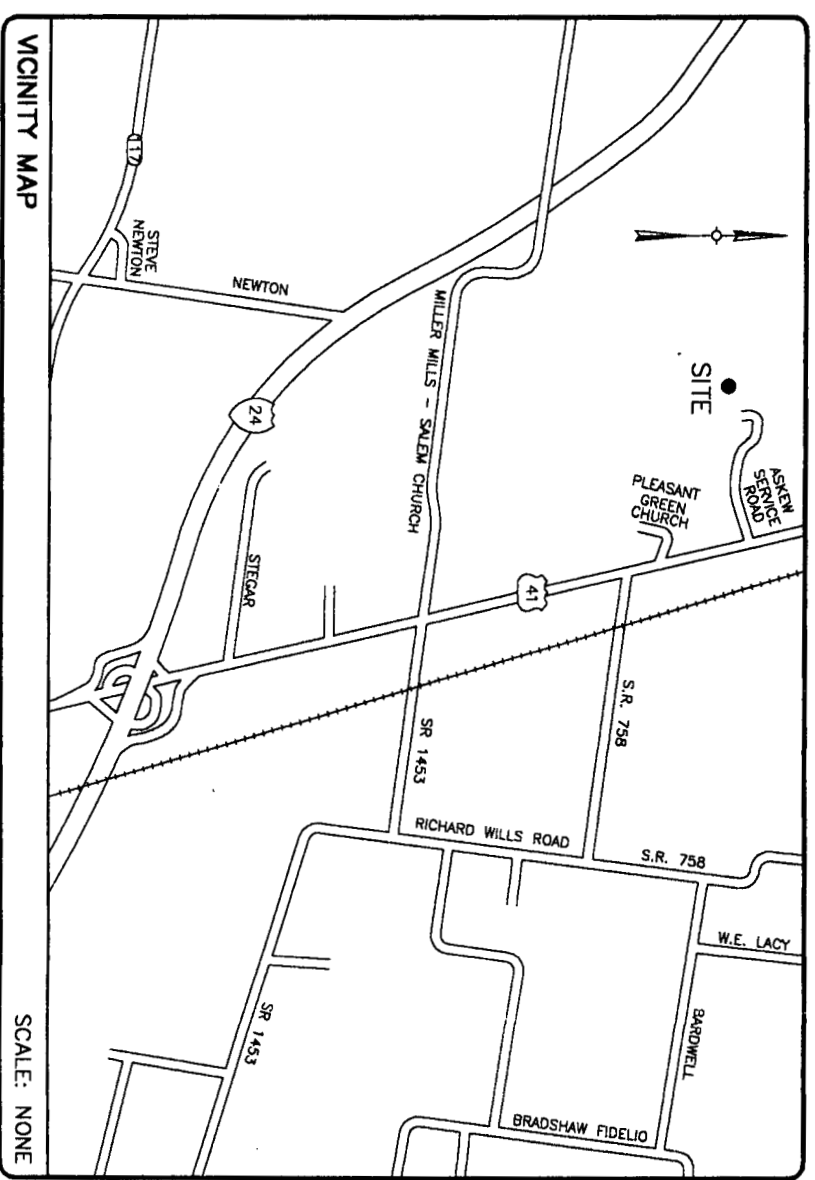 ASKEW
SERVICE
ROAD
SITE
PLEASANT
GREEN
CHURCH
41
S.R. 758
S.R. 758
W.E. LACY
BARDWELL
MILLER MILLS - SALEM CHURCH
SR 1453
RICHARD WILLS ROAD
BRADSHAW FIDELIO
NEWTON
STEVE
NEWTON
117
24
STEGAR
SR 1453
VICINITY MAP
SCALE: NONE